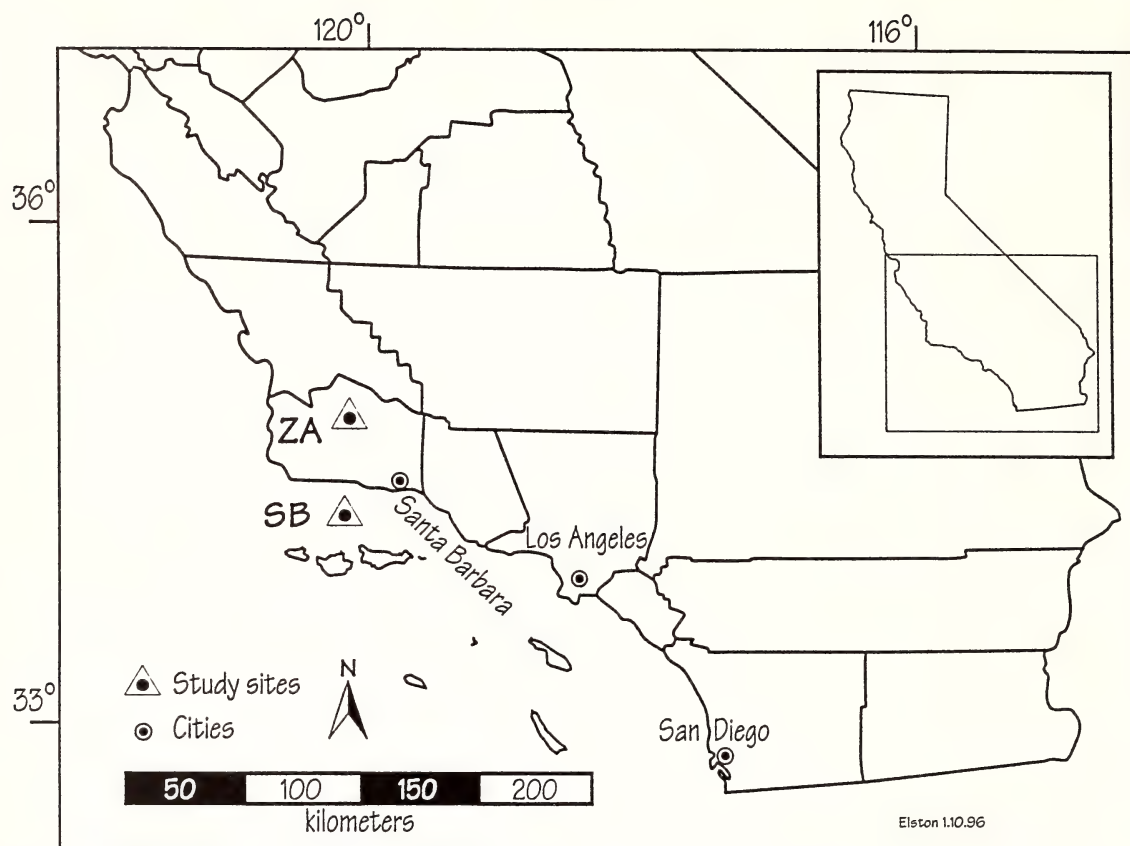 120°
116°
36°
ZA
SB
Santa Barbara
Los Angeles
33°
N
Study sites
Cities
San Diego
50 100 150 200
kilometers
Elston 1.10.96